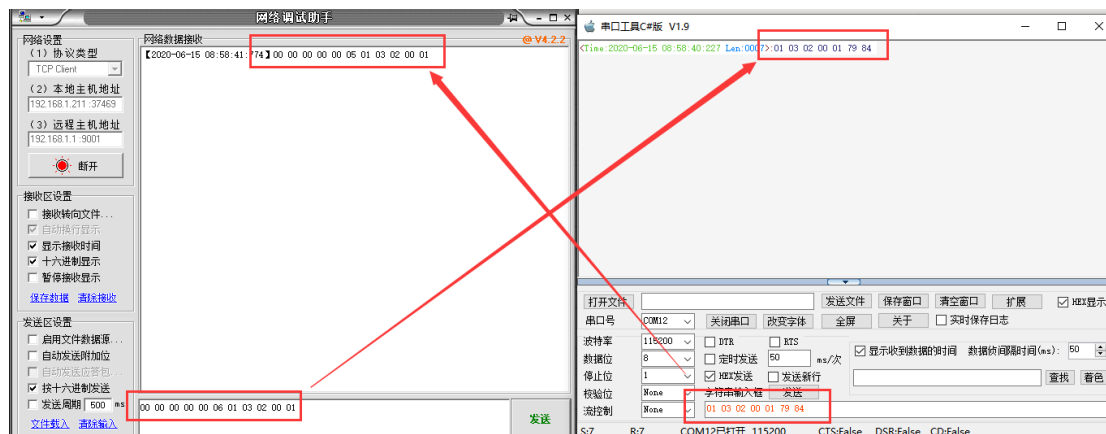 网络调试助手
网络设置
(1) 协议类型
TCP Client
(2) 本地主机地址
192.168.1.211 :37469
(3) 远程主机地址
192.168.1.1 :9001
断开
接收区设置
接收转向文件...
自动换行显示
显示接收时间
十六进制显示
暂停接收显示
保存数据 清除接收
发送区设置
启用文件数据源...
自动发送附加位
自动发送应答包...
按十六进制发送
发送周期 500 ms
文件载入 清除输入
网络数据接收
@ V4.2.2
【2020-06-15 08:58:41:774】00 00 00 00 00 05 01 03 02 00 01
00 00 00 00 00 06 01 03 02 00 01
发送
串口工具C#版 V1.9
<Time:2020-06-15 08:58:40:227 Len:0007>:01 03 02 00 01 79 84
打开文件 发送文件 保存窗口 清空窗口 扩展 HEX显示
串口号 COM12 关闭串口 改变字体 全屏 关于 实时保存日志
波特率 115200 DTR RTS
数据位 8 定时发送 50 ms/次 显示收到数据的时间 数据侦间隔时间(ms): 50
停止位 1 HEX发送 发送新行 查找 着色
校验位 None 字符串输入框 发送
流控制 None 01 03 02 00 01 79 84
S:7 R:7 COM12已打开 115200 CTS:False DSR:False CD:False